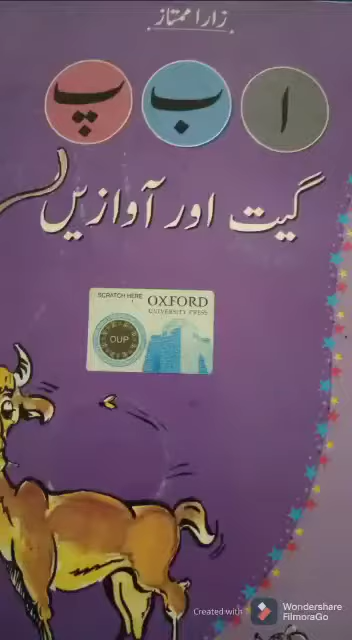 زارا ممتاز
ا ب پ
گیت اور آوازیں
SCRATCH HERE
OXFORD
UNIVERSITY PRESS
OUP
Created with
Wondershare
FilmoraGo